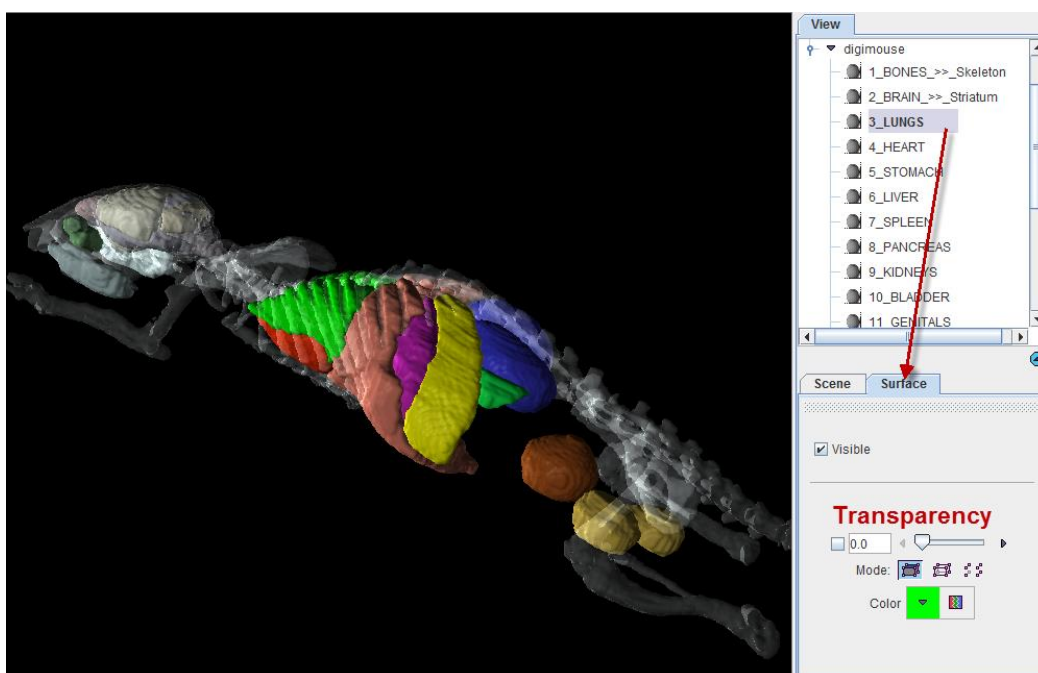 View
digimouse
1_BONES_>>_Skeleton
2_BRAIN_>>_Striatum
3_LUNGS
4_HEART
5_STOMACH
6_LIVER
7_SPLEEN
8_PANCREAS
9_KIDNEYS
10_BLADDER
11_GENITALS
Scene Surface
Visible
Transparency
0.0
Mode:
Color